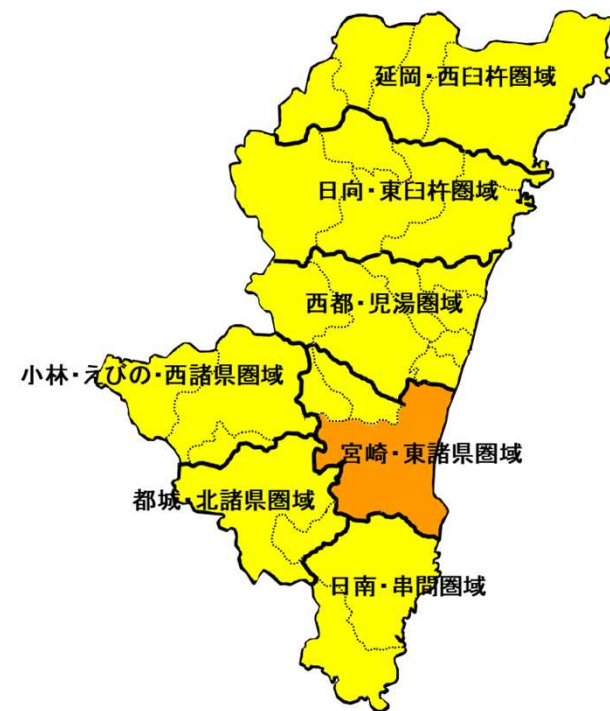 延岡・西臼杵圏域
日向・東臼杵圏域
西都・児湯圏域
小林・えびの・西諸県圏域
宮崎・東諸県圏域
都城・北諸県圏域
日南・串間圏域